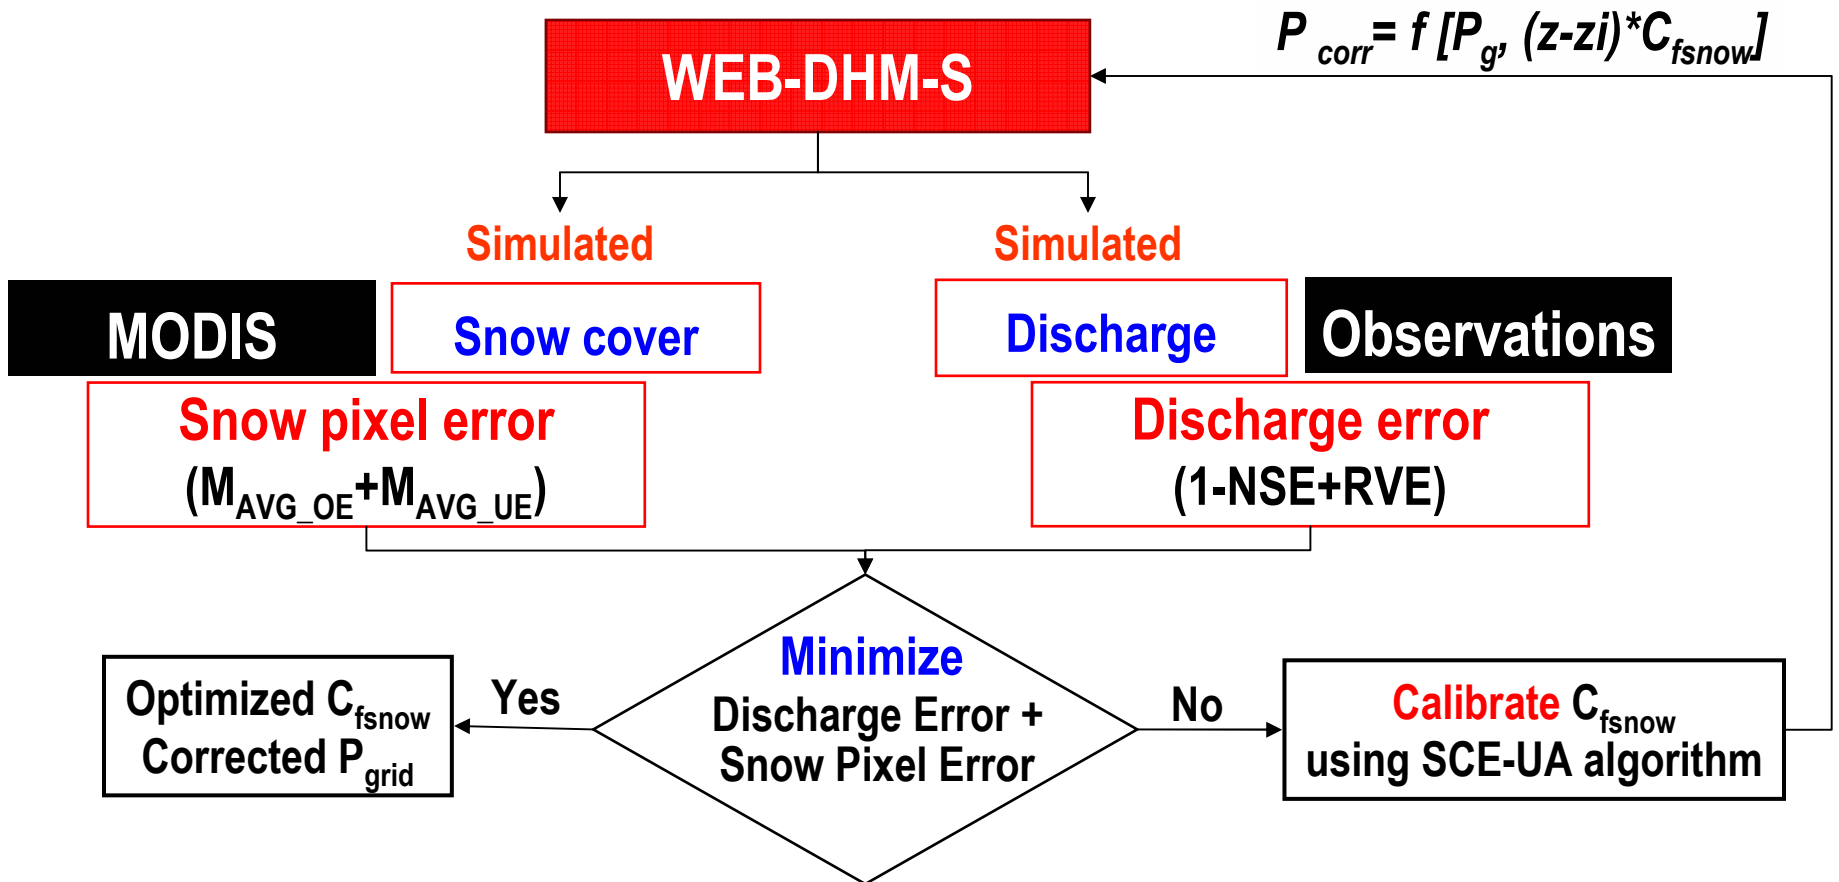 P corr= f [Pg, (z-zi)*Cfsnow]
WEB-DHM-S
Simulated
Simulated
MODIS
Snow cover
Discharge
Observations
Snow pixel error
(MAVG_OE+MAVG_UE)
Discharge error
(1-NSE+RVE)
Minimize
Discharge Error +
Snow Pixel Error
Yes
No
Optimized Cfsnow
Corrected Pgrid
Calibrate Cfsnow
using SCE-UA algorithm